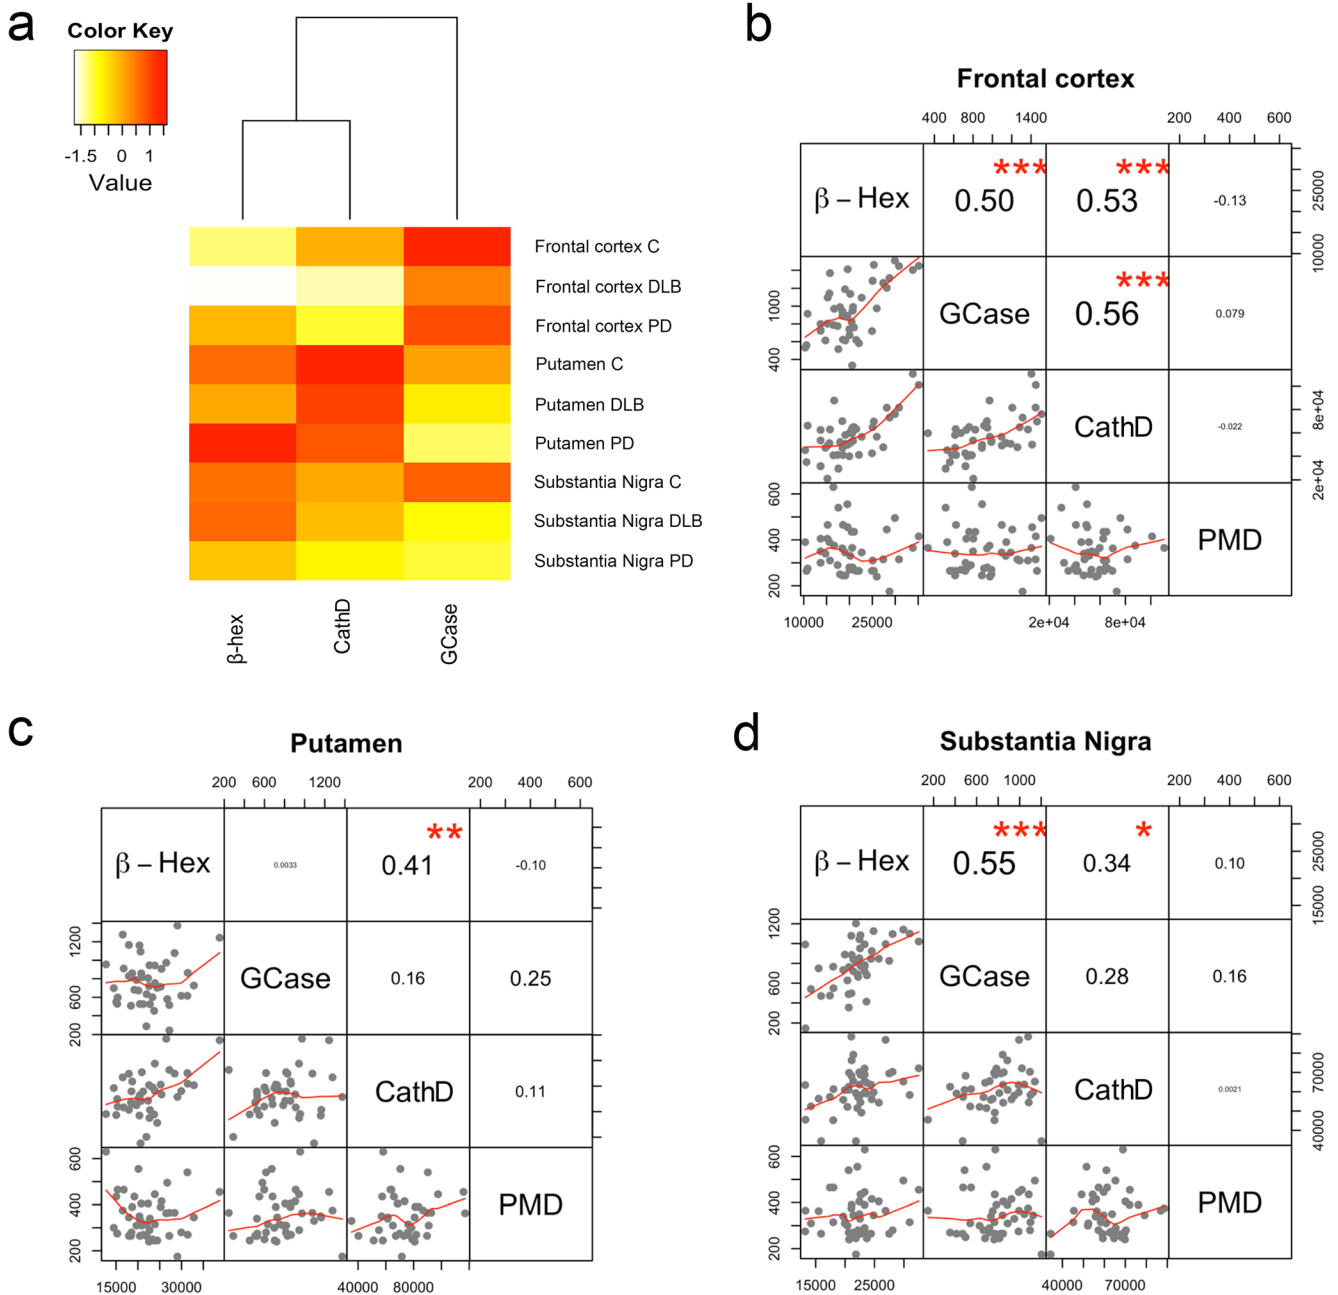 a
Color Key
-1.5 0 1
Value
Frontal cortex C
Frontal cortex DLB
Frontal cortex PD
Putamen C
Putamen DLB
Putamen PD
Substantia Nigra C
Substantia Nigra DLB
Substantia Nigra PD
β-hex
CathD
GCase
b
Frontal cortex
400 800 1400 200 400 600
β – Hex 0.50 *** 0.53 *** -0.13
10000 25000
GCase 0.56 *** 0.079
400 1000
CathD -0.022
2e+04 8e+04
PMD
200 400 600
10000 25000 2e+04 8e+04
c
Putamen
200 600 1200 200 400 600
β – Hex 0.0033 0.41 ** -0.10
GCase 0.16 0.25
200 600 1200
CathD 0.11
PMD
200 400 600
15000 30000 40000 80000
d
Substantia Nigra
200 600 1000 200 400 600
β – Hex 0.55 *** 0.34 * 0.10
15000 25000
GCase 0.28 0.16
200 600 1200
CathD 0.0021
40000 70000
PMD
200 400 600
15000 25000 40000 70000